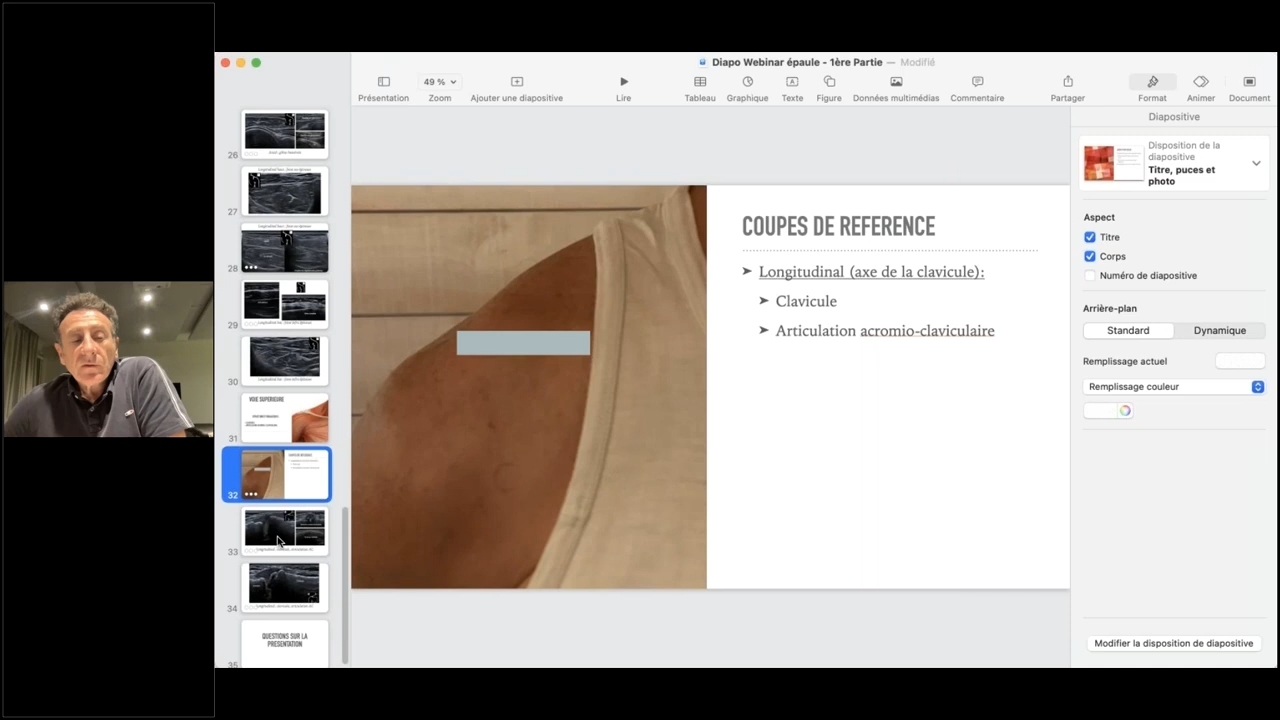 Diapo Webinar épaule - 1ère Partie — Modifié
49 %
Présentation
Zoom
Ajouter une diapositive
Lire
Tableau
Graphique
Texte
Figure
Données multimédias
Commentaire
Partager
Format
Animer
Document
26
27
28
29
30
VOIE SUPERIEURE
31
32
33
34
QUESTIONS SUR LA
PRESENTATION
35
COUPES DE REFERENCE
➤ Longitudinal (axe de la clavicule):
➤ Clavicule
➤ Articulation acromio-claviculaire
Diapositive
Disposition de la
diapositive
Titre, puces et
photo
Aspect
Titre
Corps
Numéro de diapositive
Arrière-plan
Standard
Dynamique
Remplissage actuel
Remplissage couleur
Modifier la disposition de diapositive